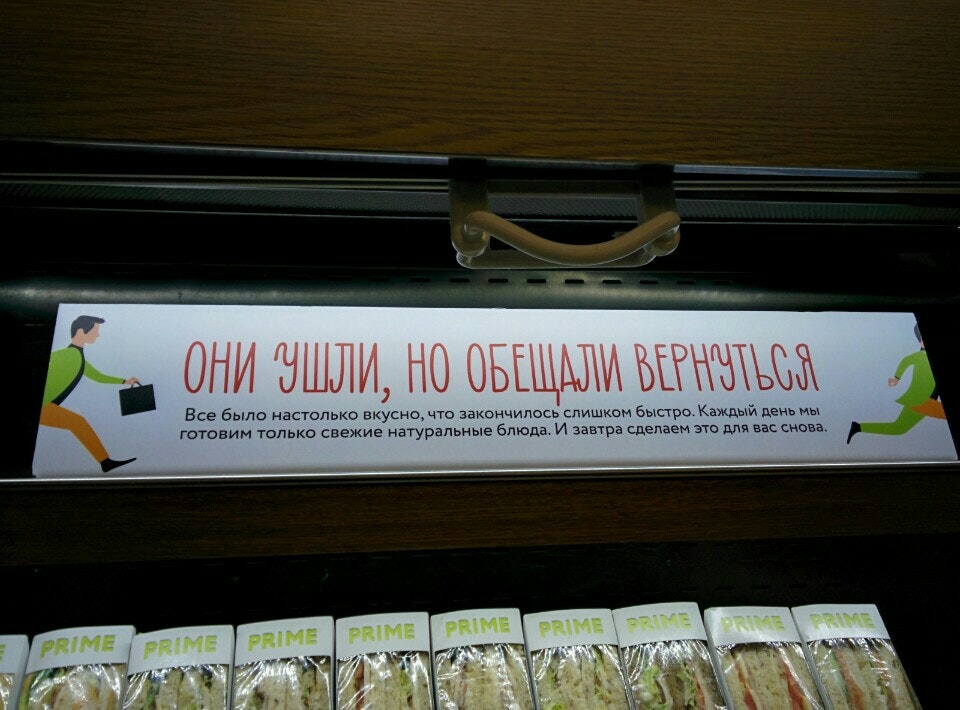 ОНИ УШЛИ, НО ОБЕЩАЛИ ВЕРНУТЬСЯ
Все было настолько вкусно, что закончилось слишком быстро. Каждый день мы
готовим только свежие натуральные блюда. И завтра сделаем это для вас снова.
PRIME PRIME PRIME PRIME PRIME PRIME PRIME PRIME PRIME